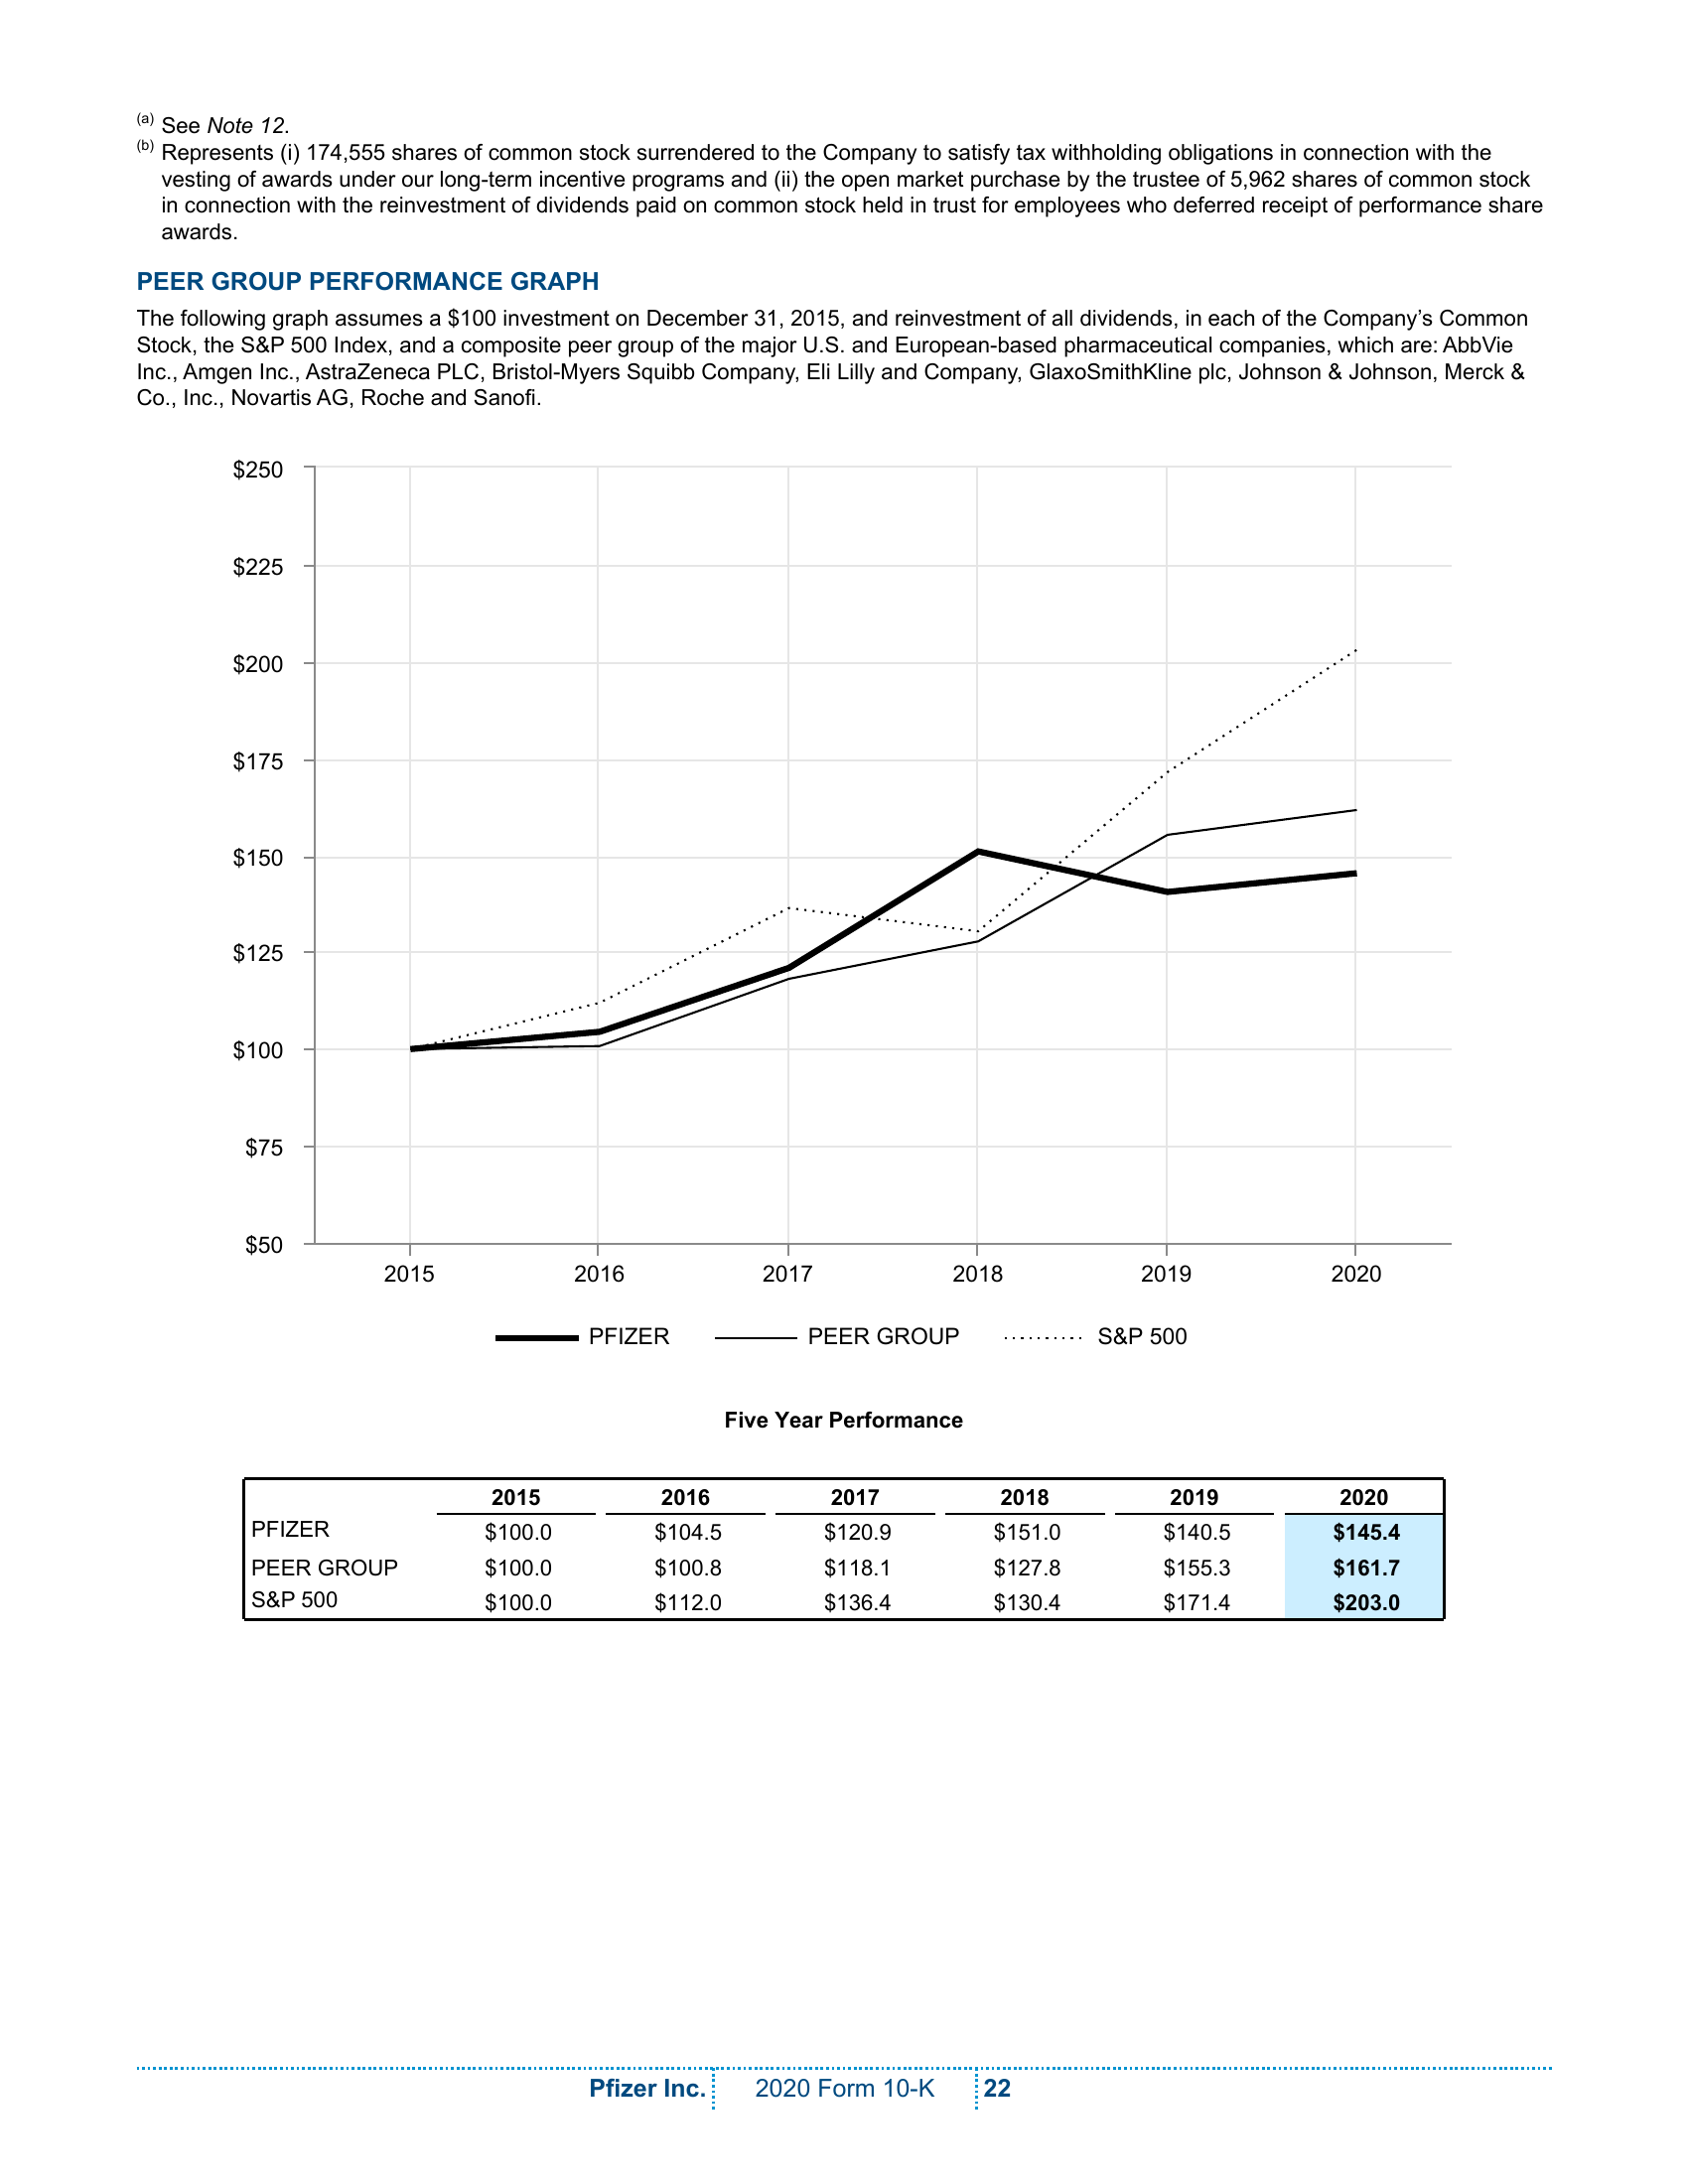 (a) See Note 12.
(b) Represents (i) 174,555 shares of common stock surrendered to the Company to satisfy tax withholding obligations in connection with the
vesting of awards under our long-term incentive programs and (ii) the open market purchase by the trustee of 5,962 shares of common stock
in connection with the reinvestment of dividends paid on common stock held in trust for employees who deferred receipt of performance share
awards.
PEER GROUP PERFORMANCE GRAPH
The following graph assumes a $100 investment on December 31, 2015, and reinvestment of all dividends, in each of the Company’s Common
Stock, the S&P 500 Index, and a composite peer group of the major U.S. and European-based pharmaceutical companies, which are: AbbVie
Inc., Amgen Inc., AstraZeneca PLC, Bristol-Myers Squibb Company, Eli Lilly and Company, GlaxoSmithKline plc, Johnson & Johnson, Merck &
Co., Inc., Novartis AG, Roche and Sanofi.
$250
$225
$200
$175
$150
$125
$100
$75
$50
2015 2016 2017 2018 2019 2020
PFIZER PEER GROUP S&P 500
Five Year Performance
2015 2016 2017 2018 2019 2020
PFIZER $100.0 $104.5 $120.9 $151.0 $140.5 $145.4
PEER GROUP $100.0 $100.8 $118.1 $127.8 $155.3 $161.7
S&P 500 $100.0 $112.0 $136.4 $130.4 $171.4 $203.0
Pfizer Inc. 2020 Form 10-K 22